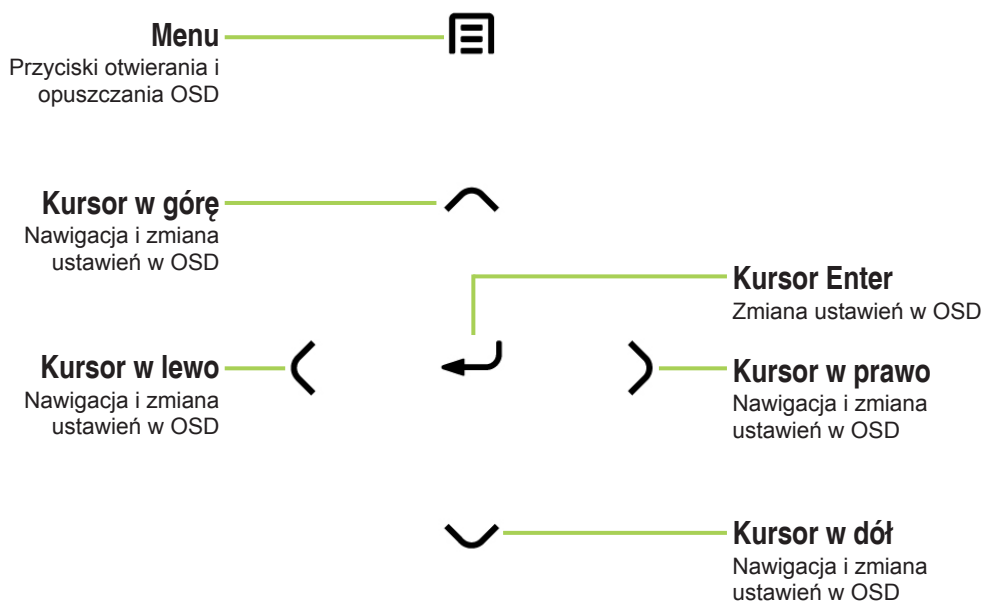 Menu
Przyciski otwierania i
opuszczania OSD
Kursor w górę
Nawigacja i zmiana
ustawień w OSD
Kursor Enter
Zmiana ustawień w OSD
Kursor w lewo
Nawigacja i zmiana
ustawień w OSD
Kursor w prawo
Nawigacja i zmiana
ustawień w OSD
Kursor w dół
Nawigacja i zmiana
ustawień w OSD